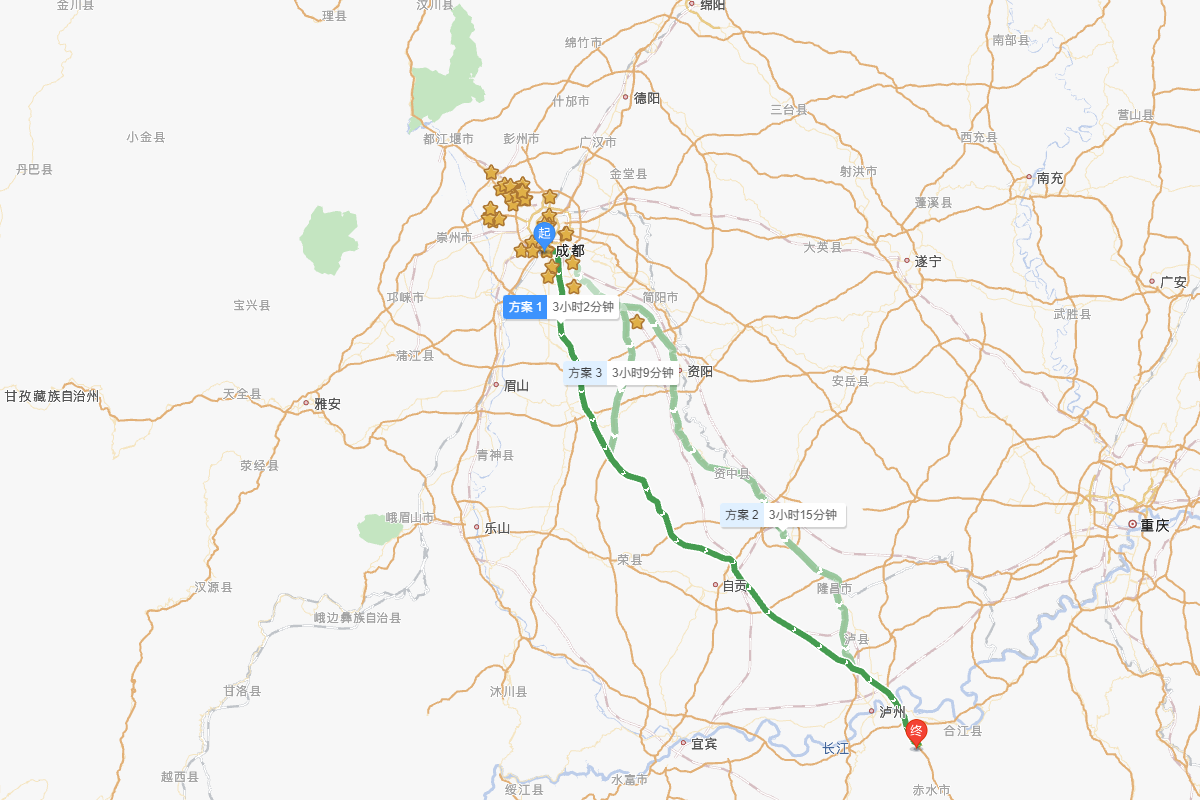 金川县
理县
汶川县
绵阳
绵竹市
南部县
什邡市
德阳
三台县
营山县
小金县
都江堰市
彭州市
广汉市
西充县
丹巴县
金堂县
射洪市
南充
蓬溪县
起
崇州市
成都
大英县
遂宁
广安
宝兴县
邛崃市
简阳市
方案 1 3小时2分钟
武胜县
蒲江县
方案 3 3小时9分钟
资阳
安岳县
眉山
甘孜藏族自治州
天全县
雅安
青神县
荥经县
资中县
峨眉山市
乐山
方案 2 3小时15分钟
重庆
荣县
汉源县
自贡
隆昌市
峨边彝族自治县
泸县
甘洛县
沐川县
泸州
终
合江县
宜宾
长江
越西县
水富市
绥江县
赤水市